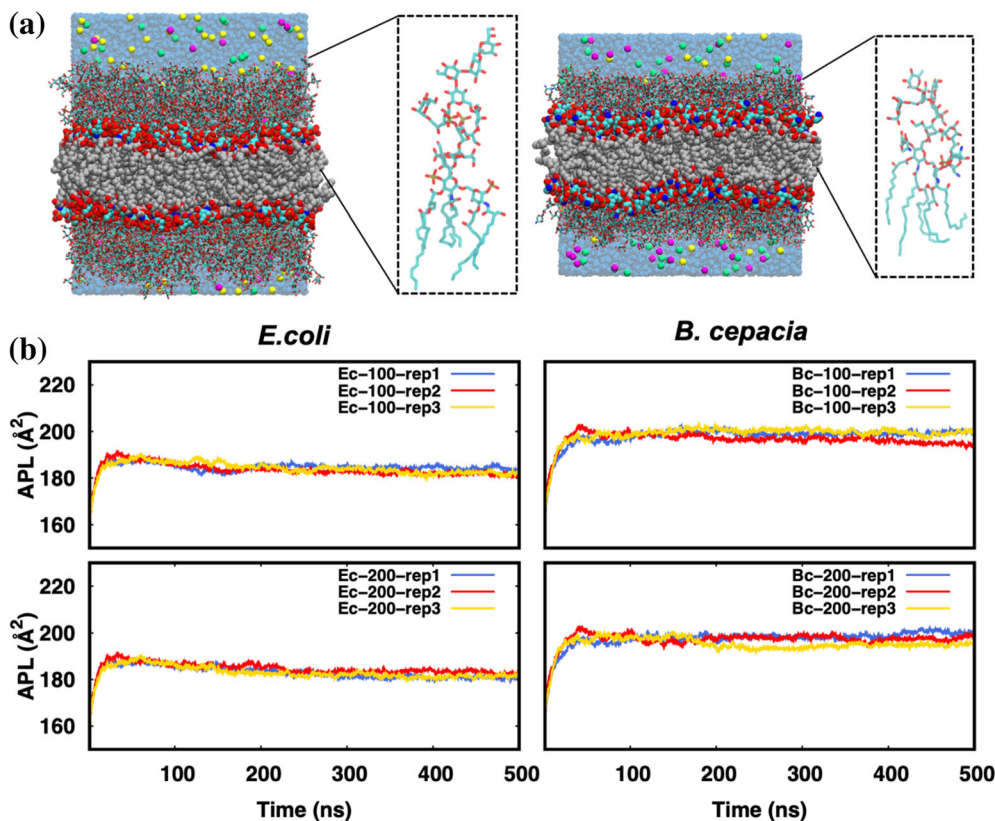 (a)
E.coli
B. cepacia
(b)
APL (Å²)
220
200
180
160
Ec-100-rep1
Ec-100-rep2
Ec-100-rep3
Bc-100-rep1
Bc-100-rep2
Bc-100-rep3
APL (Å²)
220
200
180
160
Ec-200-rep1
Ec-200-rep2
Ec-200-rep3
Bc-200-rep1
Bc-200-rep2
Bc-200-rep3
100 200 300 400 500
100 200 300 400 500
Time (ns)
Time (ns)